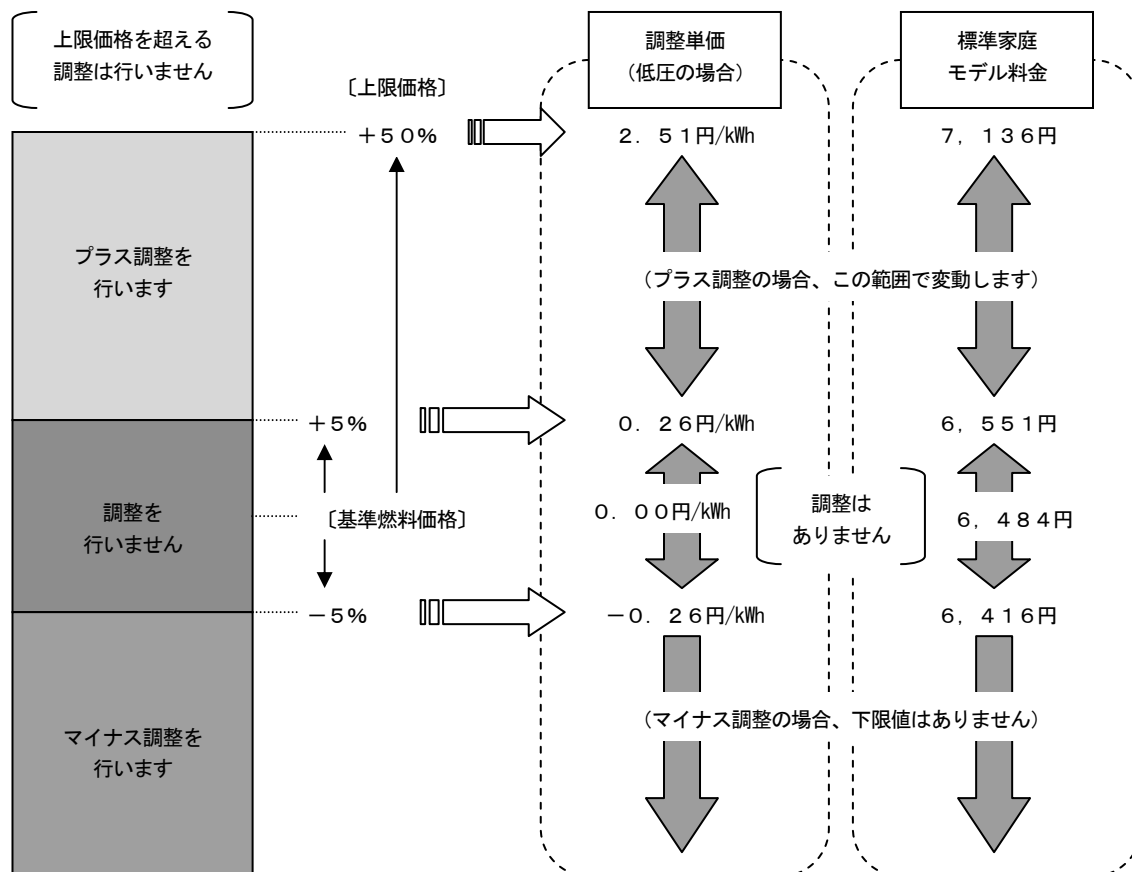 上限価格を超える
調整は行いません
〔上限価格〕
調整単価
(低圧の場合)
標準家庭
モデル料金
+50%
2.51円/kWh
7,136円
プラス調整を
行います
(プラス調整の場合、この範囲で変動します)
+5%
0.26円/kWh
6,551円
調整を
行いません
〔基準燃料価格〕
0.00円/kWh
調整は
ありません
6,484円
-5%
-0.26円/kWh
6,416円
マイナス調整を
行います
(マイナス調整の場合、下限値はありません)